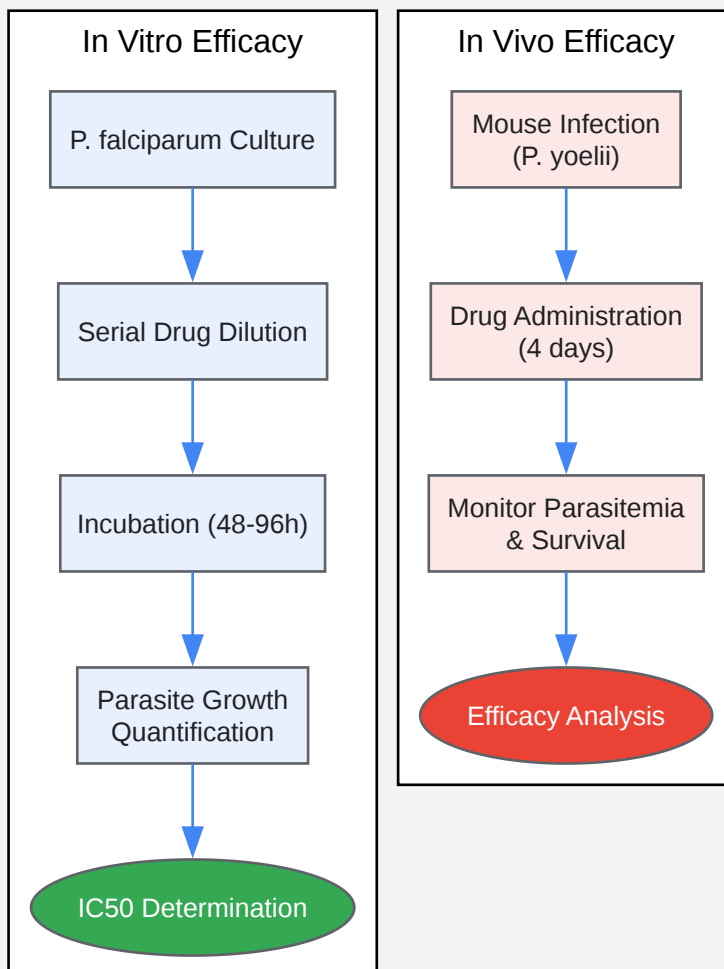 In Vitro Efficacy
P. falciparum Culture
Serial Drug Dilution
Incubation (48-96h)
Parasite Growth
Quantification
IC50 Determination
In Vivo Efficacy
Mouse Infection
(P. yoelii)
Drug Administration
(4 days)
Monitor Parasitemia
& Survival
Efficacy Analysis